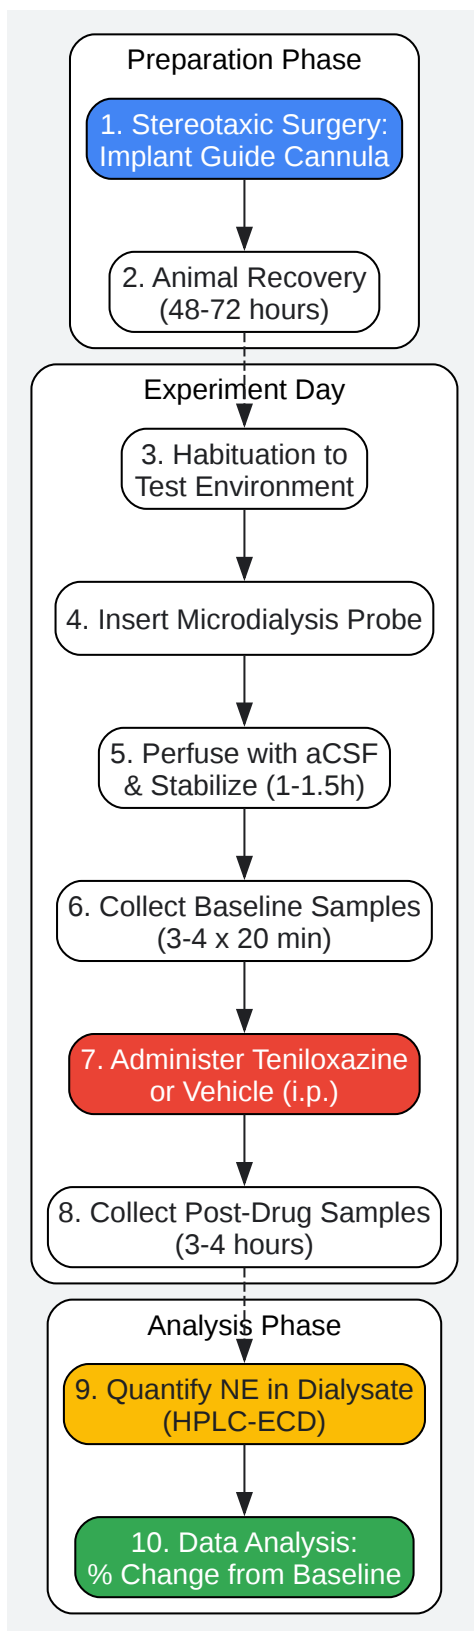 Preparation Phase
1. Stereotaxic Surgery:
Implant Guide Cannula
2. Animal Recovery
(48-72 hours)
Experiment Day
3. Habituation to
Test Environment
4. Insert Microdialysis Probe
5. Perfuse with aCSF
& Stabilize (1-1.5h)
6. Collect Baseline Samples
(3-4 x 20 min)
7. Administer Teniloxazine
or Vehicle (i.p.)
8. Collect Post-Drug Samples
(3-4 hours)
Analysis Phase
9. Quantify NE in Dialysate
(HPLC-ECD)
10. Data Analysis:
% Change from Baseline